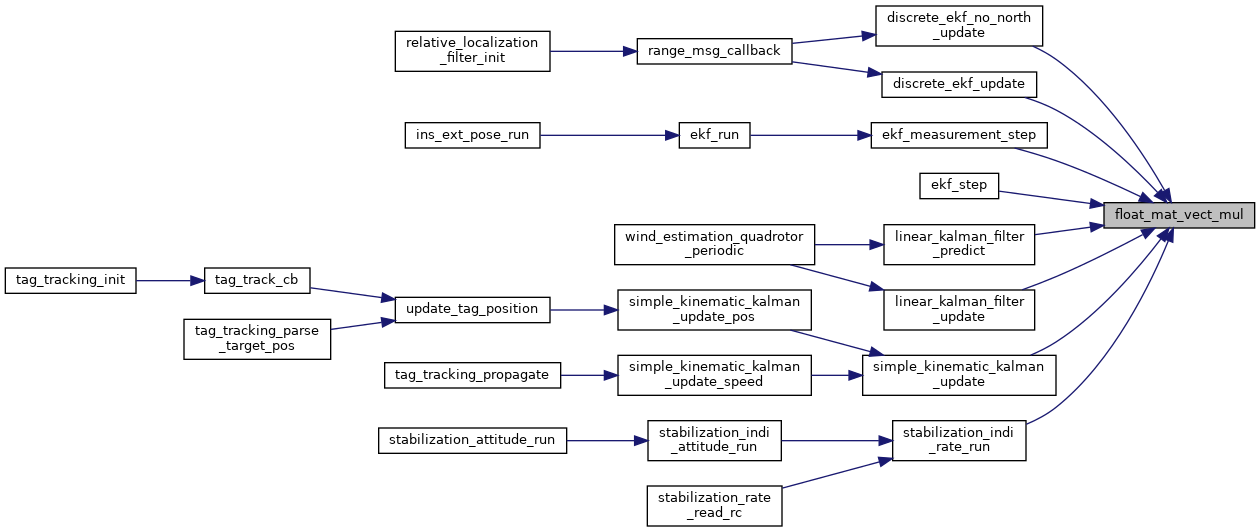 discrete_ekf_no_north
_update
relative_localization
_filter_init
range_msg_callback
discrete_ekf_update
ins_ext_pose_run
ekf_run
ekf_measurement_step
ekf_step
float_mat_vect_mul
wind_estimation_quadrotor
_periodic
linear_kalman_filter
_predict
tag_tracking_init
tag_track_cb
update_tag_position
simple_kinematic_kalman
_update_pos
linear_kalman_filter
_update
tag_tracking_parse
_target_pos
tag_tracking_propagate
simple_kinematic_kalman
_update_speed
simple_kinematic_kalman
_update
stabilization_attitude_run
stabilization_indi
_attitude_run
stabilization_indi
_rate_run
stabilization_rate
_read_rc